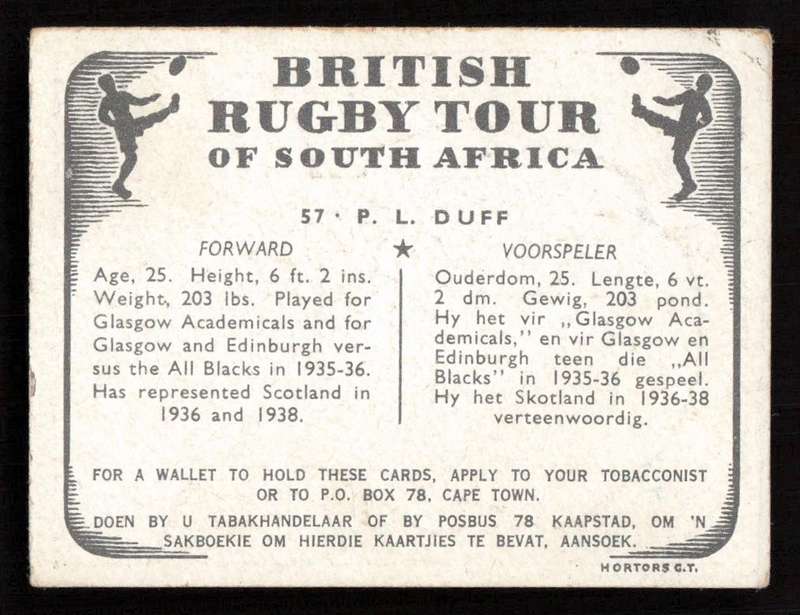 BRITISH
RUGBY TOUR
OF SOUTH AFRICA
57 · P. L. DUFF
FORWARD
Age, 25. Height, 6 ft. 2 ins.
Weight, 203 lbs. Played for
Glasgow Academicals and for
Glasgow and Edinburgh ver-
sus the All Blacks in 1935-36.
Has represented Scotland in
1936 and 1938.
VOORSPELER
Ouderdom, 25. Lengte, 6 vt.
2 dm. Gewig, 203 pond.
Hy het vir „Glasgow Aca-
demicals,” en vir Glasgow en
Edinburgh teen die „All
Blacks” in 1935-36 gespeel.
Hy het Skotland in 1936-38
verteenwoordig.
FOR A WALLET TO HOLD THESE CARDS, APPLY TO YOUR TOBACCONIST
OR TO P.O. BOX 78, CAPE TOWN.
DOEN BY U TABAKHANDELAAR OF BY POSBUS 78 KAAPSTAD, OM 'N
SAKBOEKIE OM HIERDIE KAARTJIES TE BEVAT, AANSOEK.
HORTORS C.T.